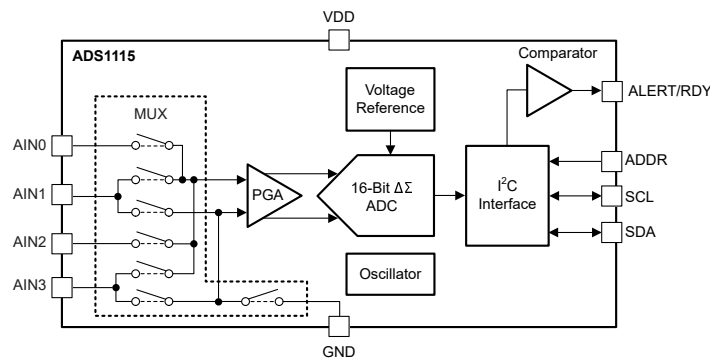 VDD
ADS1115
Comparator
Voltage
Reference
ALERT/RDY
MUX
AIN0
ADDR
AIN1
PGA
16-Bit ΔΣ
ADC
I²C
Interface
SCL
AIN2
SDA
AIN3
Oscillator
GND